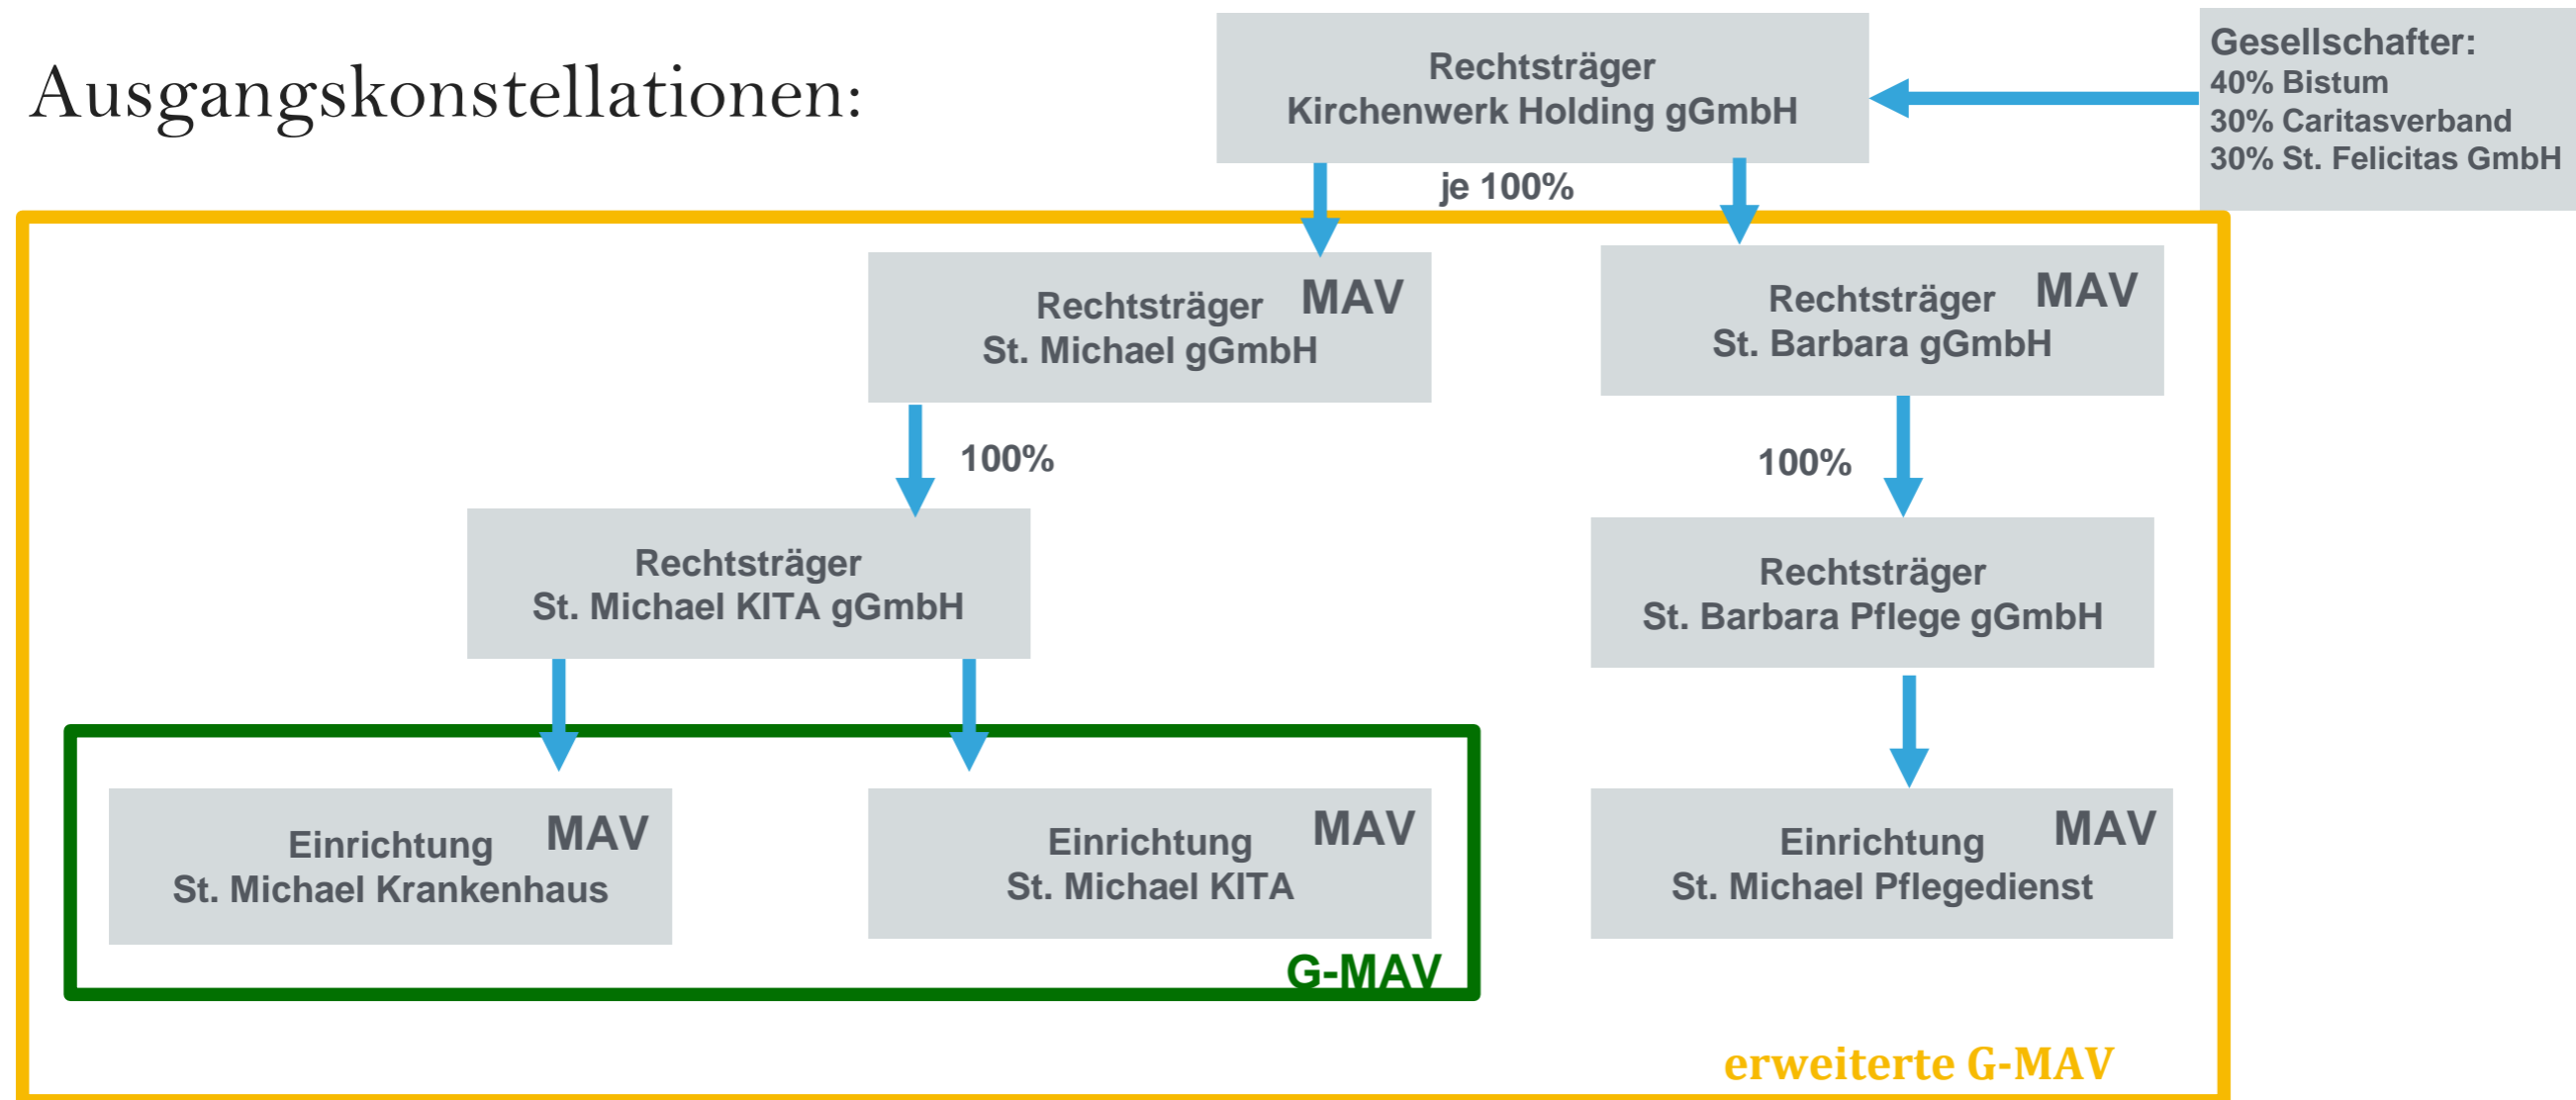 Ausgangskonstellationen:
Rechtsträger
Kirchenwerk Holding gGmbH
Gesellschafter:
40% Bistum
30% Caritasverband
30% St. Felicitas GmbH
je 100%
Rechtsträger MAV
St. Michael gGmbH
Rechtsträger MAV
St. Barbara gGmbH
100%
100%
Rechtsträger
St. Michael KITA gGmbH
Rechtsträger
St. Barbara Pflege gGmbH
Einrichtung MAV
St. Michael Krankenhaus
Einrichtung MAV
St. Michael KITA
Einrichtung MAV
St. Michael Pflegedienst
G-MAV
erweiterte G-MAV